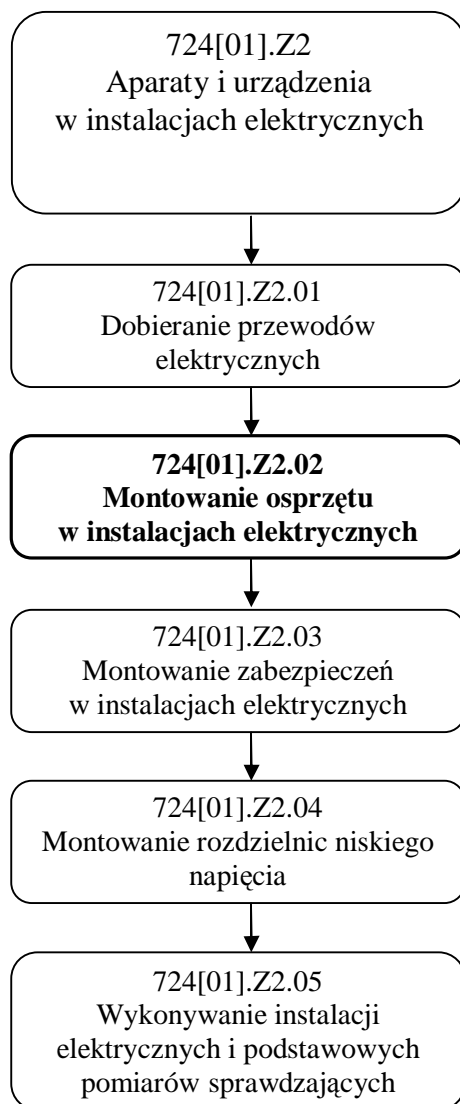 724[01].Z2
Aparaty i urządzenia
w instalacjach elektrycznych
724[01].Z2.01
Dobieranie przewodów
elektrycznych
724[01].Z2.02
Montowanie osprzętu
w instalacjach elektrycznych
724[01].Z2.03
Montowanie zabezpieczeń
w instalacjach elektrycznych
724[01].Z2.04
Montowanie rozdzielnic niskiego
napięcia
724[01].Z2.05
Wykonywanie instalacji
elektrycznych i podstawowych
pomiarów sprawdzających